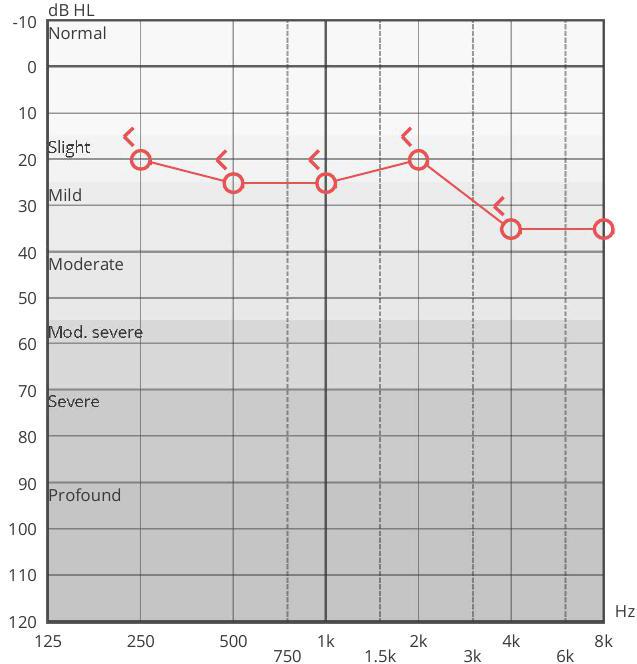 dB HL
-10
Normal
0
10
Slight
20
Mild
30
40
Moderate
50
Mod. severe
60
70
Severe
80
90
Profound
100
110
120
Hz
125 250 500 1k 2k 4k 8k
750 1.5k 3k 6k